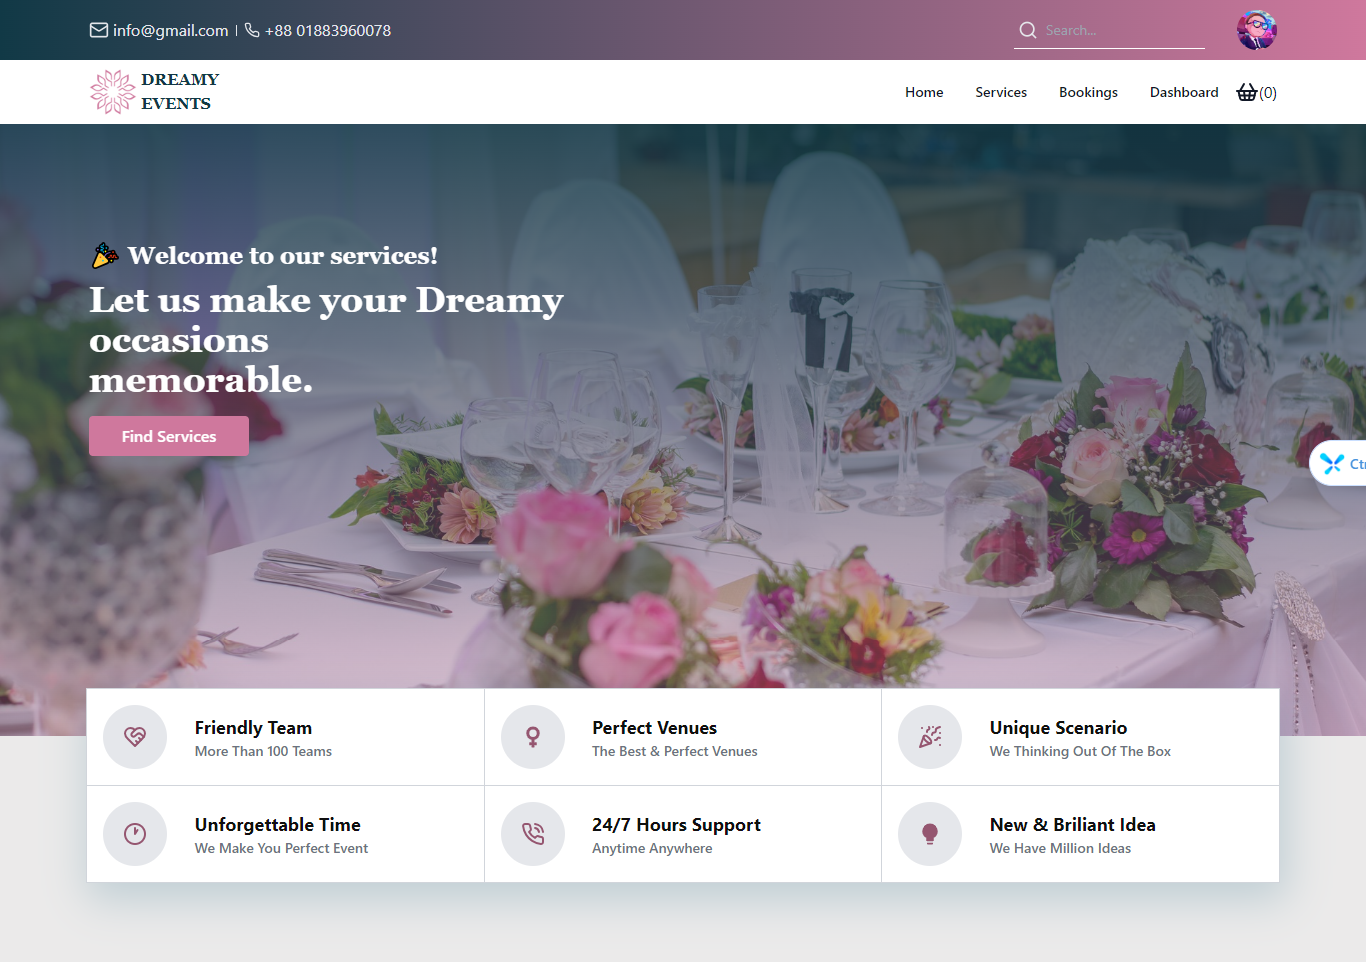 info@gmail.com | +88 01883960078
Search...
DREAMY
EVENTS
Home
Services
Bookings
Dashboard
(0)
Welcome to our services!
Let us make your Dreamy
occasions
memorable.
Find Services
Ctr
Friendly Team
More Than 100 Teams
Perfect Venues
The Best & Perfect Venues
Unique Scenario
We Thinking Out Of The Box
Unforgettable Time
We Make You Perfect Event
24/7 Hours Support
Anytime Anywhere
New & Briliant Idea
We Have Million Ideas